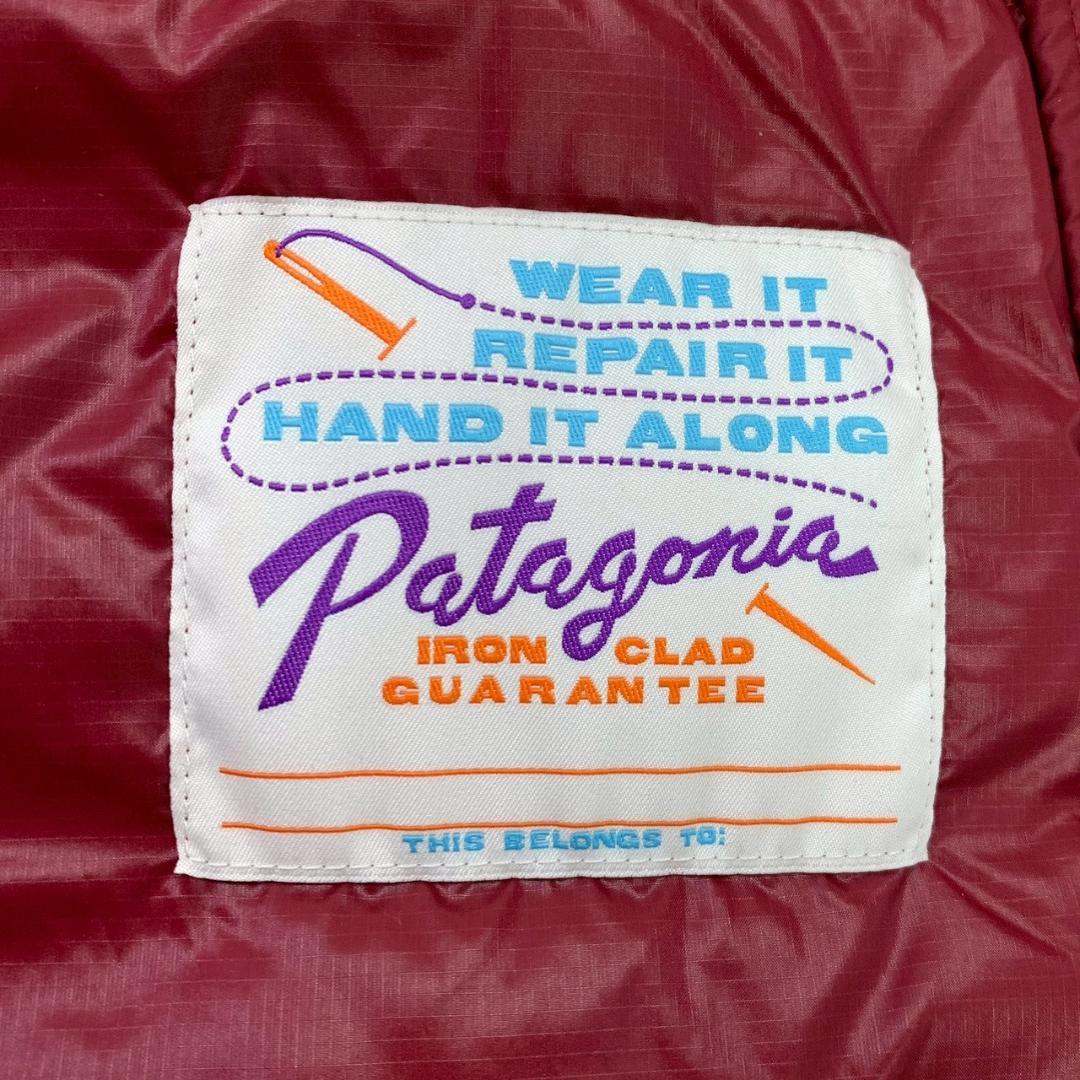 WEAR IT
REPAIR IT
HAND IT ALONG
Patagonia
IRON CLAD
GUARANTEE
THIS BELONGS TO: